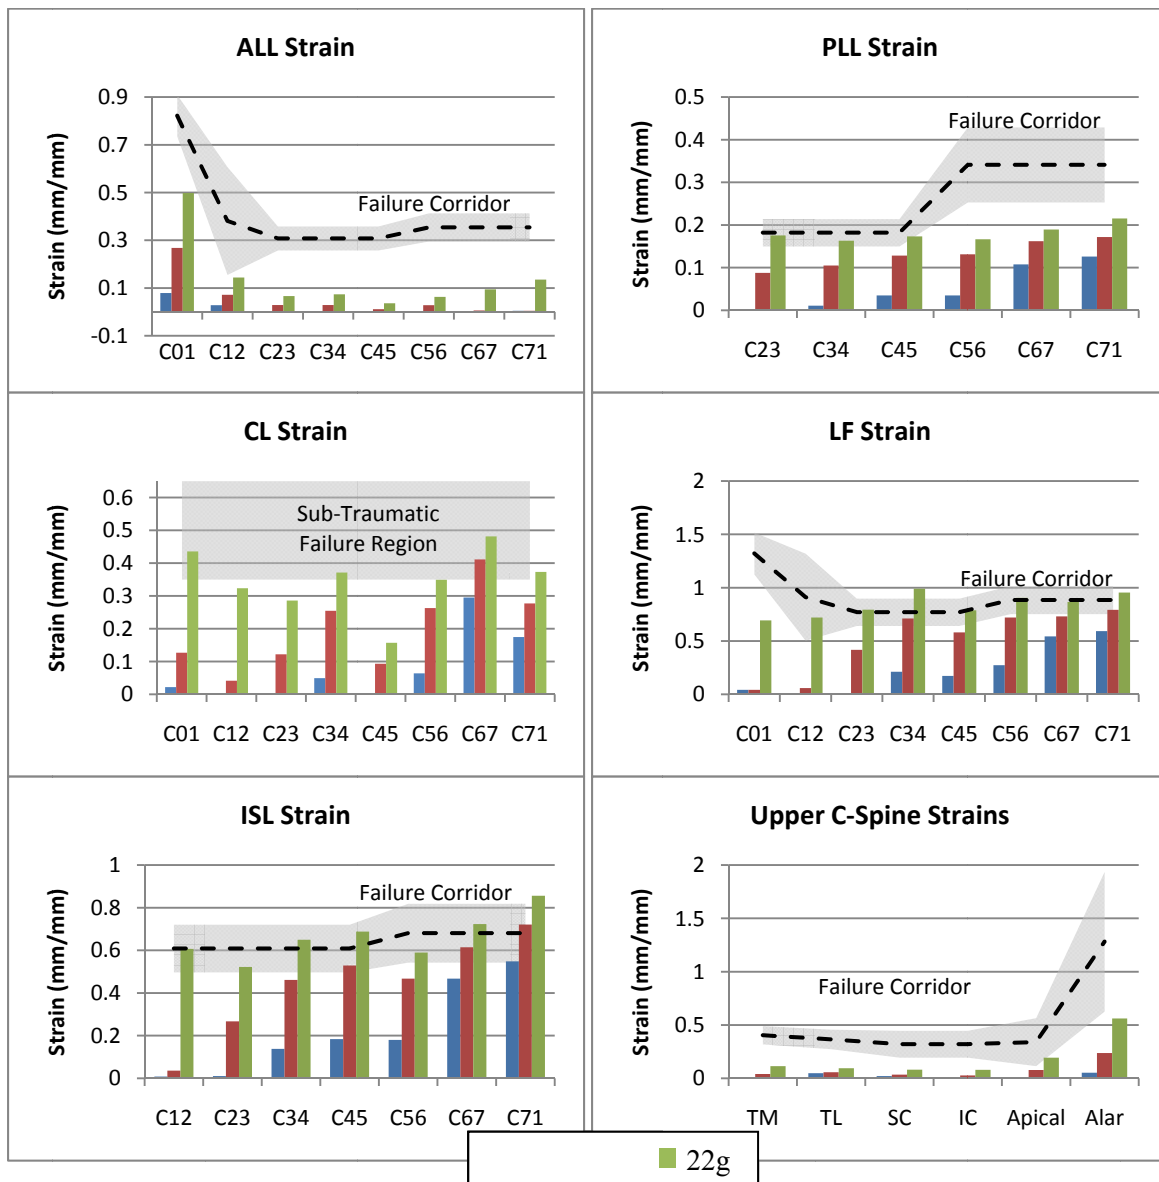 ALL Strain
Strain (mm/mm)
0.9
0.7
0.5
0.3
0.1
-0.1
Failure Corridor
C01 C12 C23 C34 C45 C56 C67 C71
PLL Strain
Strain (mm/mm)
0.5
0.4
0.3
0.2
0.1
0
Failure Corridor
C23 C34 C45 C56 C67 C71
CL Strain
Strain (mm/mm)
0.6
0.5
0.4
0.3
0.2
0.1
0
Sub-Traumatic
Failure Region
C01 C12 C23 C34 C45 C56 C67 C71
LF Strain
Strain (mm/mm)
2
1.5
1
0.5
0
Failure Corridor
C01 C12 C23 C34 C45 C56 C67 C71
ISL Strain
Strain (mm/mm)
1
0.8
0.6
0.4
0.2
0
Failure Corridor
C12 C23 C34 C45 C56 C67 C71
Upper C-Spine Strains
Strain (mm/mm)
2
1.5
1
0.5
0
Failure Corridor
TM TL SC IC Apical Alar
22g